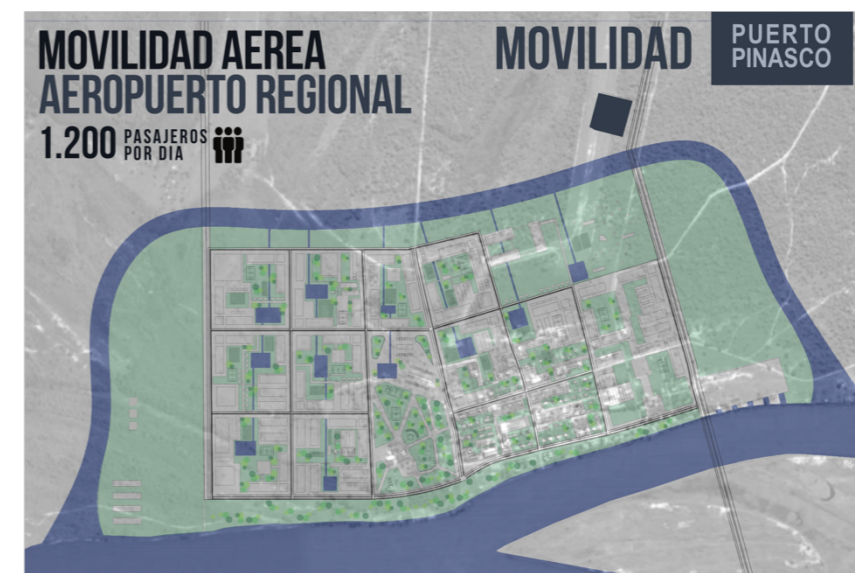 MOVILIDAD AEREA
AEROPUERTO REGIONAL
1.200 PASAJEROS
POR DIA
MOVILIDAD
PUERTO
PINASCO